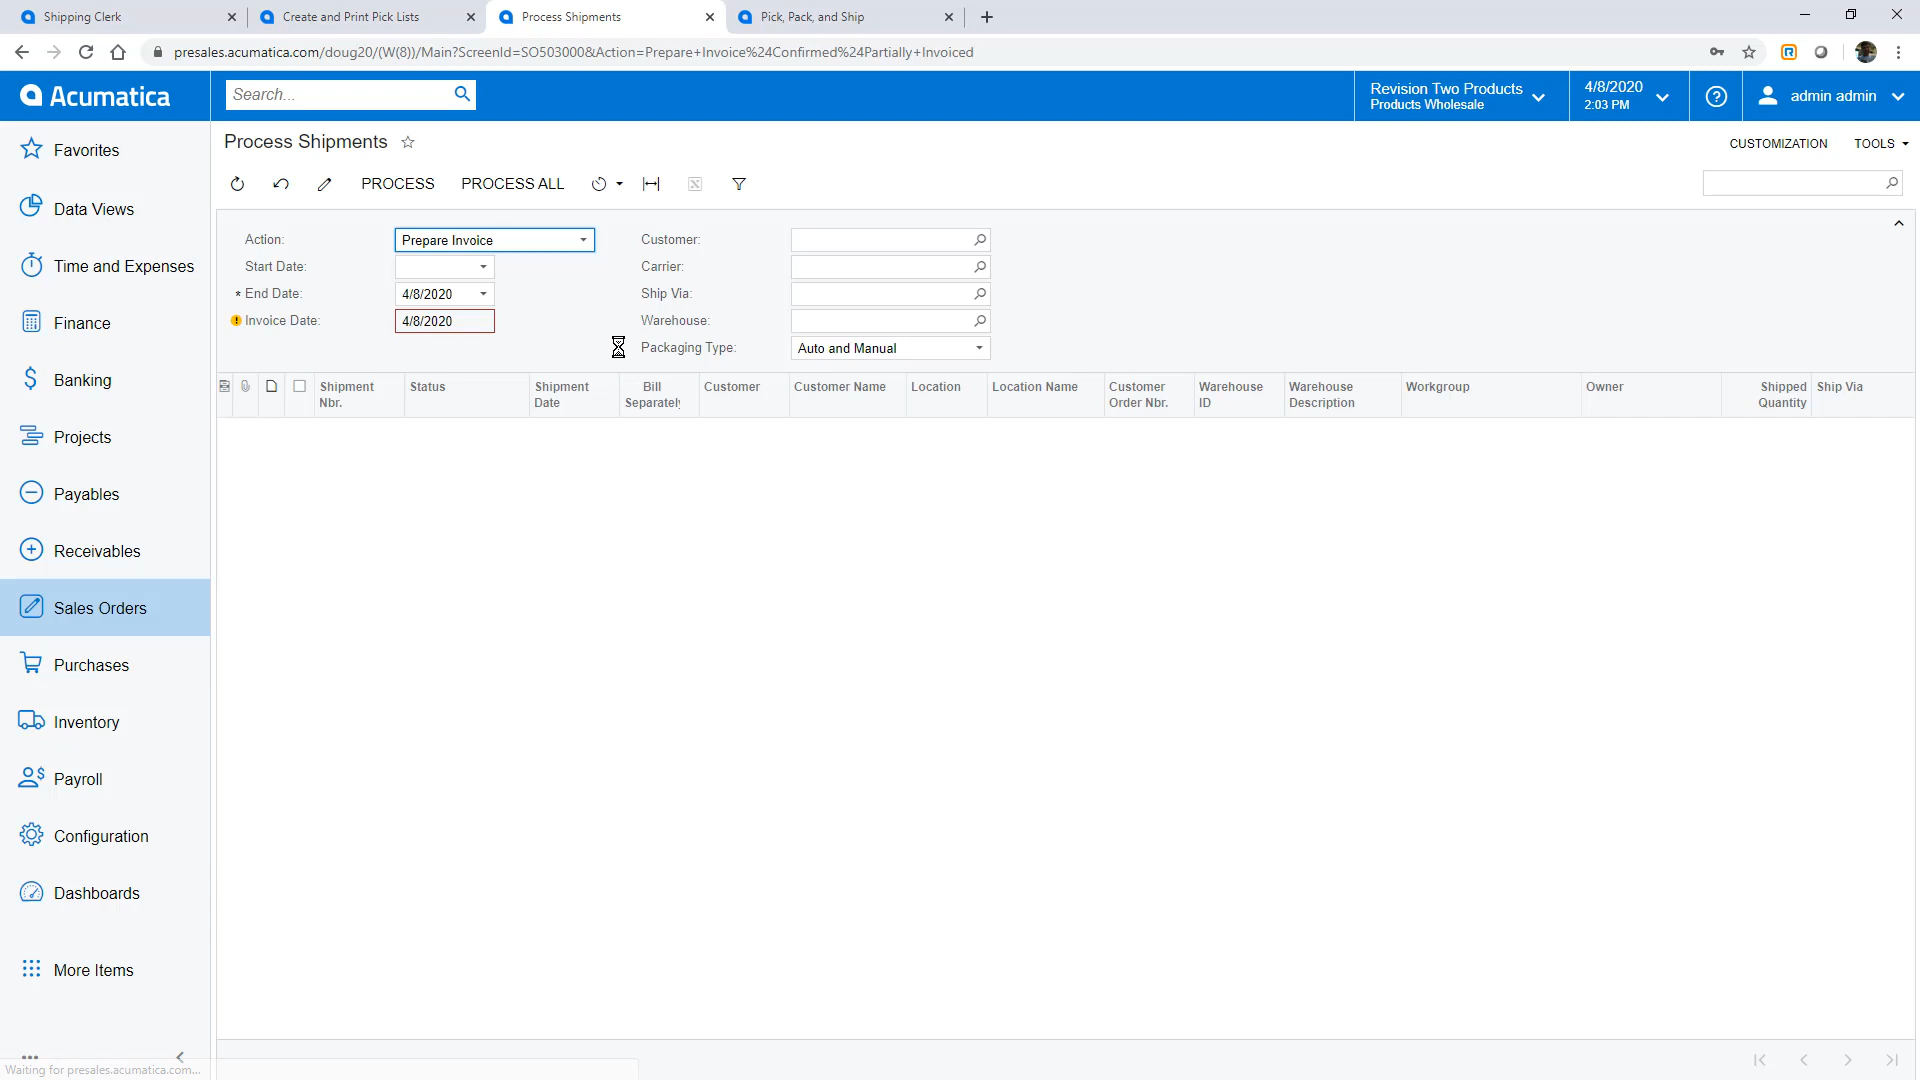 Shipping Clerk
Create and Print Pick Lists
Process Shipments
Pick, Pack, and Ship
presales.acumatica.com/doug20/(W(8))/Main?ScreenId=SO503000&Action=Prepare+Invoice%24Confirmed%24Partially+Invoiced
Acumatica
Search...
Revision Two Products
Products Wholesale
4/8/2020
2:03 PM
admin admin
Favorites
Data Views
Time and Expenses
Finance
Banking
Projects
Payables
Receivables
Sales Orders
Purchases
Inventory
Payroll
Configuration
Dashboards
More Items
Process Shipments
CUSTOMIZATION TOOLS
PROCESS PROCESS ALL
Action: Prepare Invoice
Start Date:
* End Date: 4/8/2020
Invoice Date: 4/8/2020
Customer:
Carrier:
Ship Via:
Warehouse:
Packaging Type: Auto and Manual
Shipment Nbr.
Status
Shipment Date
Bill Separately
Customer
Customer Name
Location
Location Name
Customer Order Nbr.
Warehouse ID
Warehouse Description
Workgroup
Owner
Shipped Quantity
Ship Via
Waiting for presales.acumatica.com...